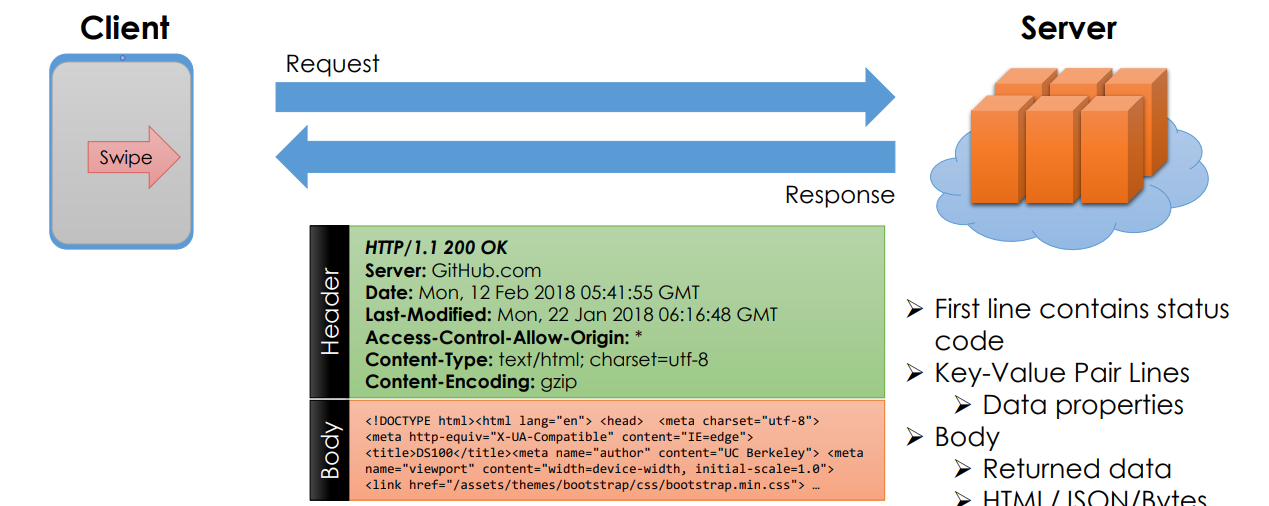 Client
Server
Request
Swipe
Response
Header
HTTP/1.1 200 OK
Server: GitHub.com
Date: Mon, 12 Feb 2018 05:41:55 GMT
Last-Modified: Mon, 22 Jan 2018 06:16:48 GMT
Access-Control-Allow-Origin: *
Content-Type: text/html; charset=utf-8
Content-Encoding: gzip
Body
<!DOCTYPE html><html lang="en"> <head>  <meta charset="utf-8">
<meta http-equiv="X-UA-Compatible" content="IE=edge">
<title>DS100</title><meta name="author" content="UC Berkeley"> <meta
name="viewport" content="width=device-width, initial-scale=1.0">
<link href="/assets/themes/bootstrap/css/bootstrap.min.css"> …
➢ First line contains status
code
➢ Key-Value Pair Lines
➢ Data properties
➢ Body
➢ Returned data
➢ HTML/JSON/Bytes